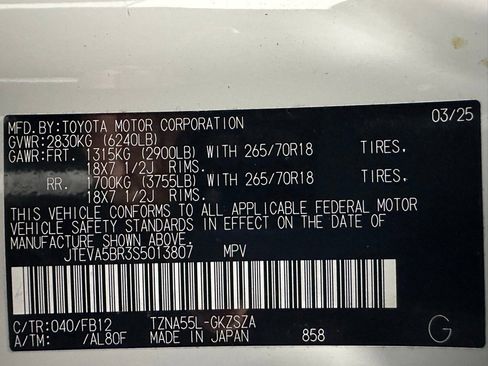 MFD.BY:TOYOTA MOTOR CORPORATION 03/25
GVWR:2830KG (6240LB)
GAWR:FRT. 1315KG (2900LB) WITH 265/70R18 TIRES.
18X7 1/2J RIMS.
RR. 1700KG (3755LB) WITH 265/70R18 TIRES.
18X7 1/2J RIMS.
THIS VEHICLE CONFORMS TO ALL APPLICABLE FEDERAL MOTOR
VEHICLE SAFETY STANDARDS IN EFFECT ON THE DATE OF
MANUFACTURE SHOWN ABOVE.
JTEVA5BR3S5013807 MPV
C/TR:040/FB12 TZNA55L-GKZSZA
A/TM: /AL80F MADE IN JAPAN 858 G